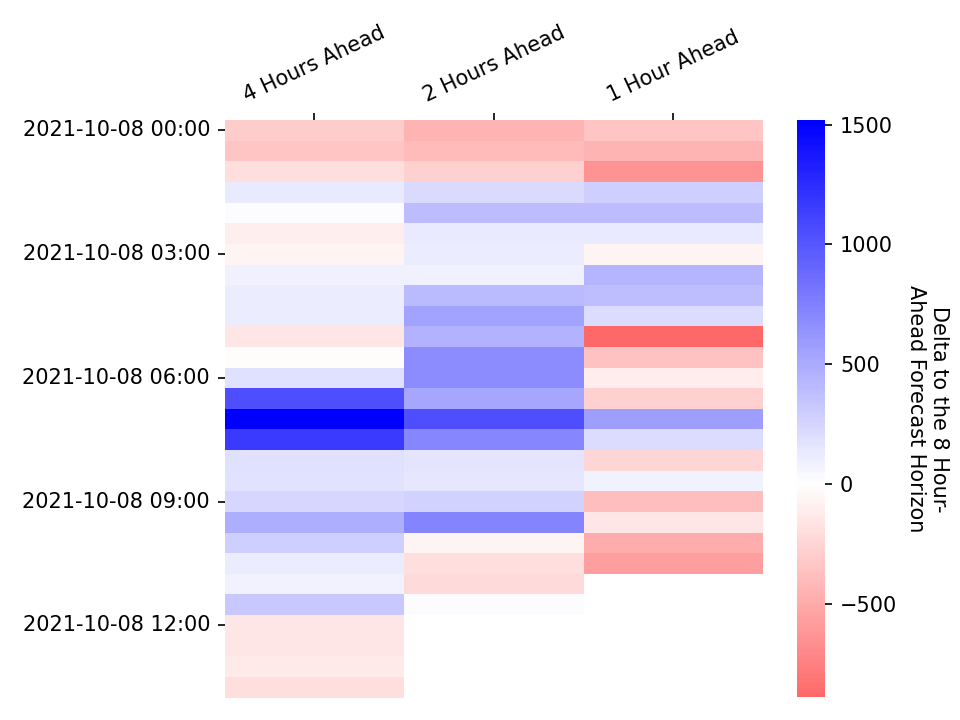 4 Hours Ahead
2 Hours Ahead
1 Hour Ahead
2021-10-08 00:00
2021-10-08 03:00
2021-10-08 06:00
2021-10-08 09:00
2021-10-08 12:00
1500
1000
500
0
−500
Delta to the 8 Hour-
Ahead Forecast Horizon